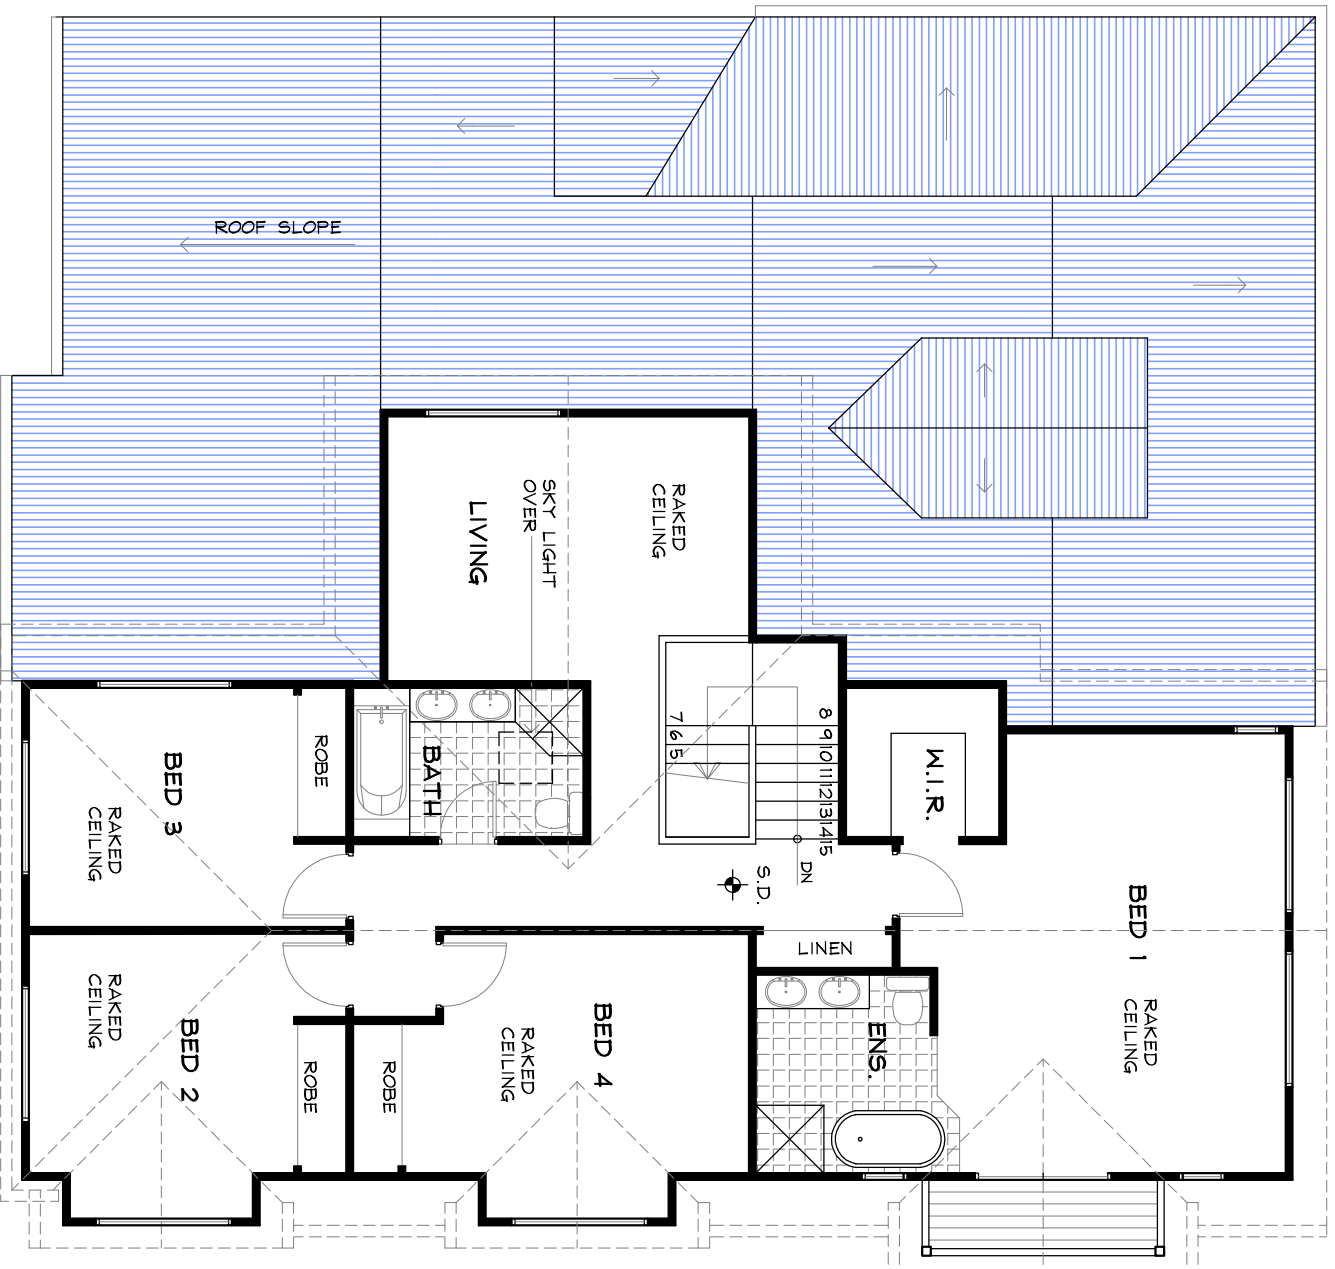 ROOF SLOPE
SKY LIGHT
OVER
RAKED
CEILING
LIVING
7
6
5
8
9
10
11
12
13
14
15
DN
S.D.
W.I.R.
BED 3
RAKED
CEILING
ROBE
BATH
BED 1
RAKED
CEILING
LINEN
RAKED
CEILING
BED 2
ROBE
ROBE
RAKED
CEILING
BED 4
ENS.